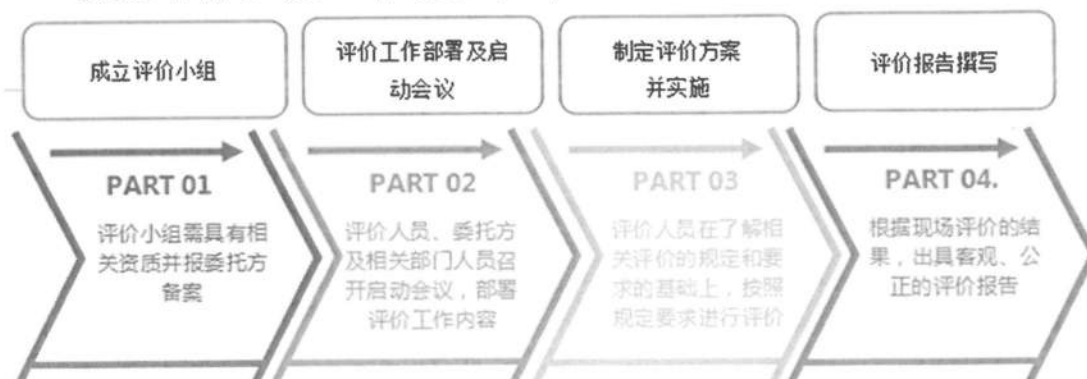 成立评价小组
评价工作部署及启
动会议
制定评价方案
并实施
评价报告撰写
PART 01
评价小组需具有相
关资质并报委托方
备案
PART 02
评价人员、委托方
及相关部门人员召
开启动会议，部署
评价工作内容
PART 03
评价人员在了解相
关评价的规定和要
求的基础上，按照
规定要求进行评价
PART 04.
根据现场评价的结
果，出具客观、公
正的评价报告